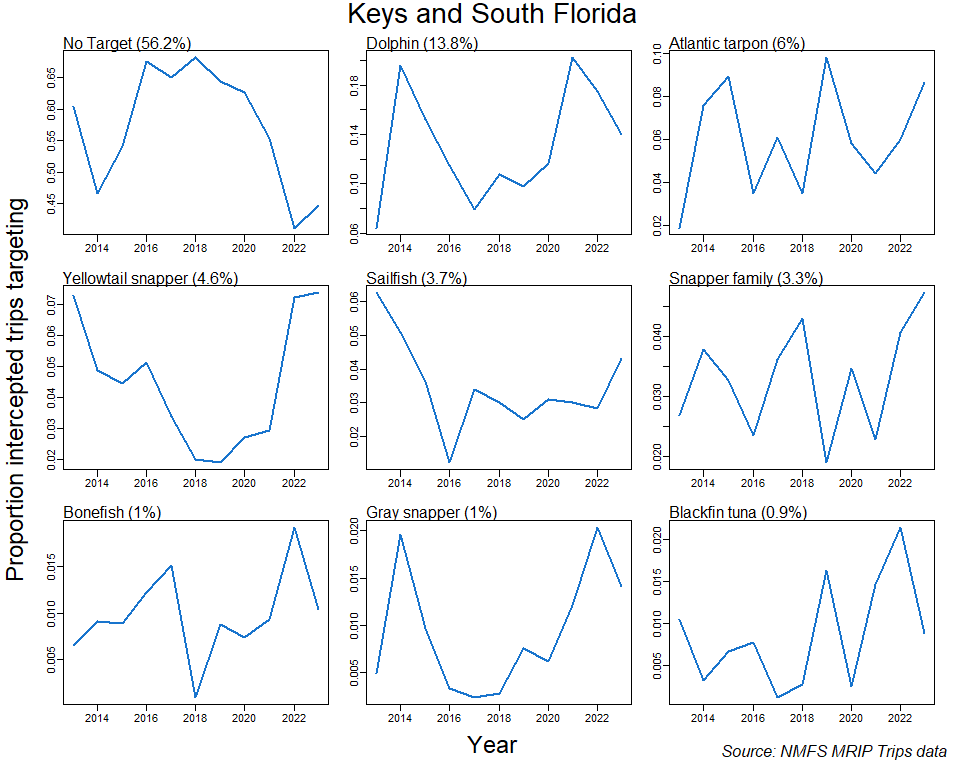 Keys and South Florida
No Target (56.2%)
0.45 0.50 0.55 0.60 0.65
2014 2016 2018 2020 2022
Dolphin (13.8%)
0.06 0.10 0.14 0.18
2014 2016 2018 2020 2022
Atlantic tarpon (6%)
0.02 0.04 0.06 0.08 0.10
2014 2016 2018 2020 2022
Yellowtail snapper (4.6%)
0.02 0.03 0.04 0.05 0.06 0.07
2014 2016 2018 2020 2022
Sailfish (3.7%)
0.02 0.03 0.04 0.05 0.06
2014 2016 2018 2020 2022
Snapper family (3.3%)
0.020 0.030 0.040
2014 2016 2018 2020 2022
Bonefish (1%)
0.005 0.010 0.015
2014 2016 2018 2020 2022
Gray snapper (1%)
0.005 0.010 0.015 0.020
2014 2016 2018 2020 2022
Blackfin tuna (0.9%)
0.005 0.010 0.015 0.020
2014 2016 2018 2020 2022
Proportion intercepted trips targeting
Year
Source: NMFS MRIP Trips data